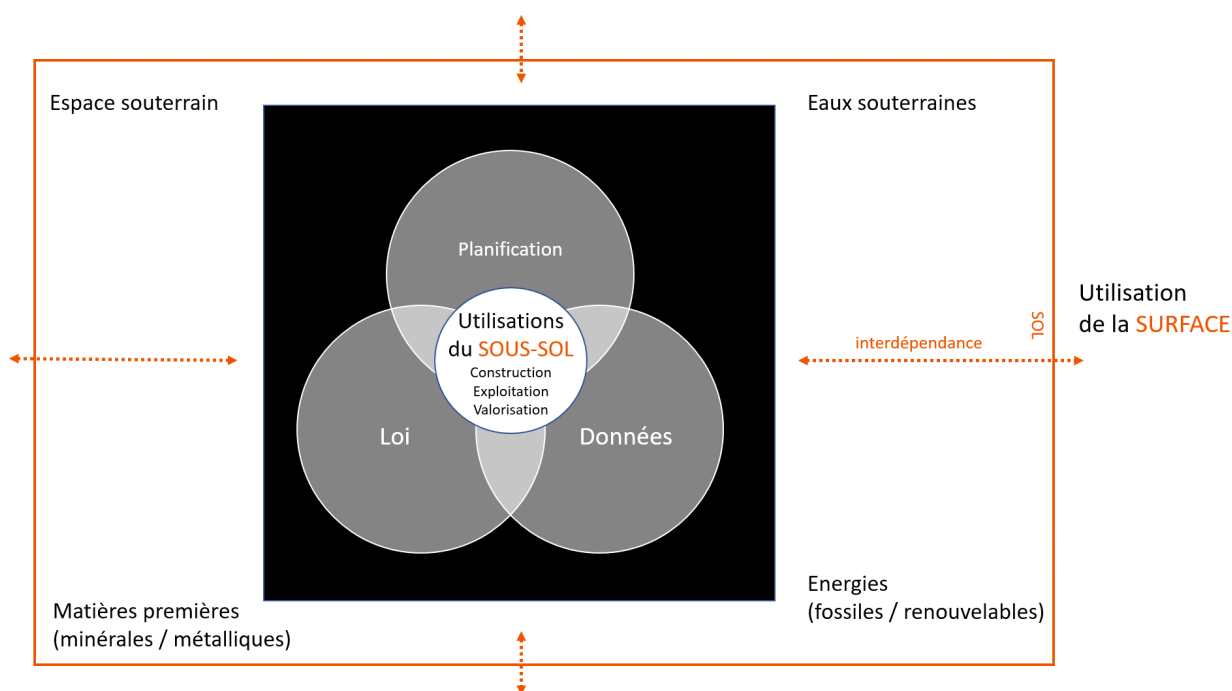 Espace souterrain
Eaux souterraines
Planification
Utilisations
du SOUS-SOL
Construction
Exploitation
Valorisation
Loi
Données
interdépendance
SOL
Utilisation
de la SURFACE
Matières premières
(minérales / métalliques)
Energies
(fossiles / renouvelables)